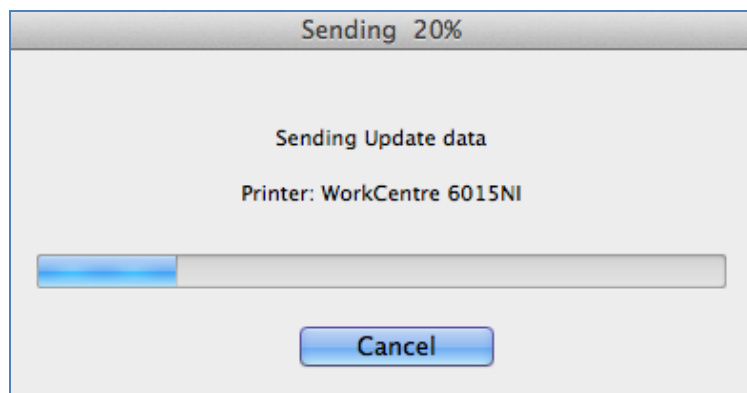 Sending 20%
Sending Update data
Printer: WorkCentre 6015NI
Cancel